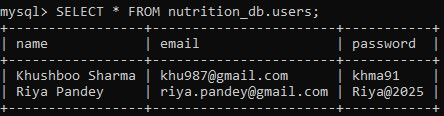 mysql> SELECT * FROM nutrition_db.users;
+-----------------+-----------------------+-----------+
| name            | email                 | password  |
+-----------------+-----------------------+-----------+
| Khushboo Sharma | khu987@gmail.com      | khma91    |
| Riya Pandey     | riya.pandey@gmail.com | Riya@2025 |
+-----------------+-----------------------+-----------+